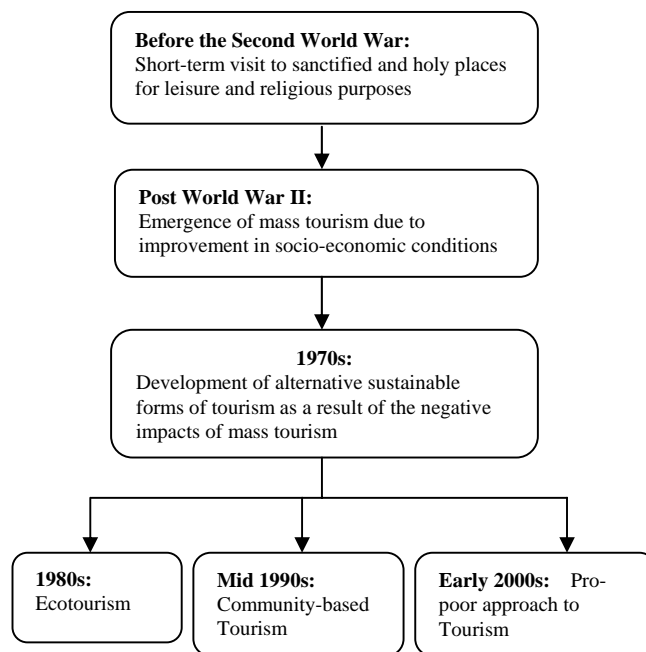 Before the Second World War:
Short-term visit to sanctified and holy places
for leisure and religious purposes
Post World War II:
Emergence of mass tourism due to
improvement in socio-economic conditions
1970s:
Development of alternative sustainable
forms of tourism as a result of the negative
impacts of mass tourism
1980s:
Ecotourism
Mid 1990s:
Community-based
Tourism
Early 2000s: Pro-
poor approach to
Tourism